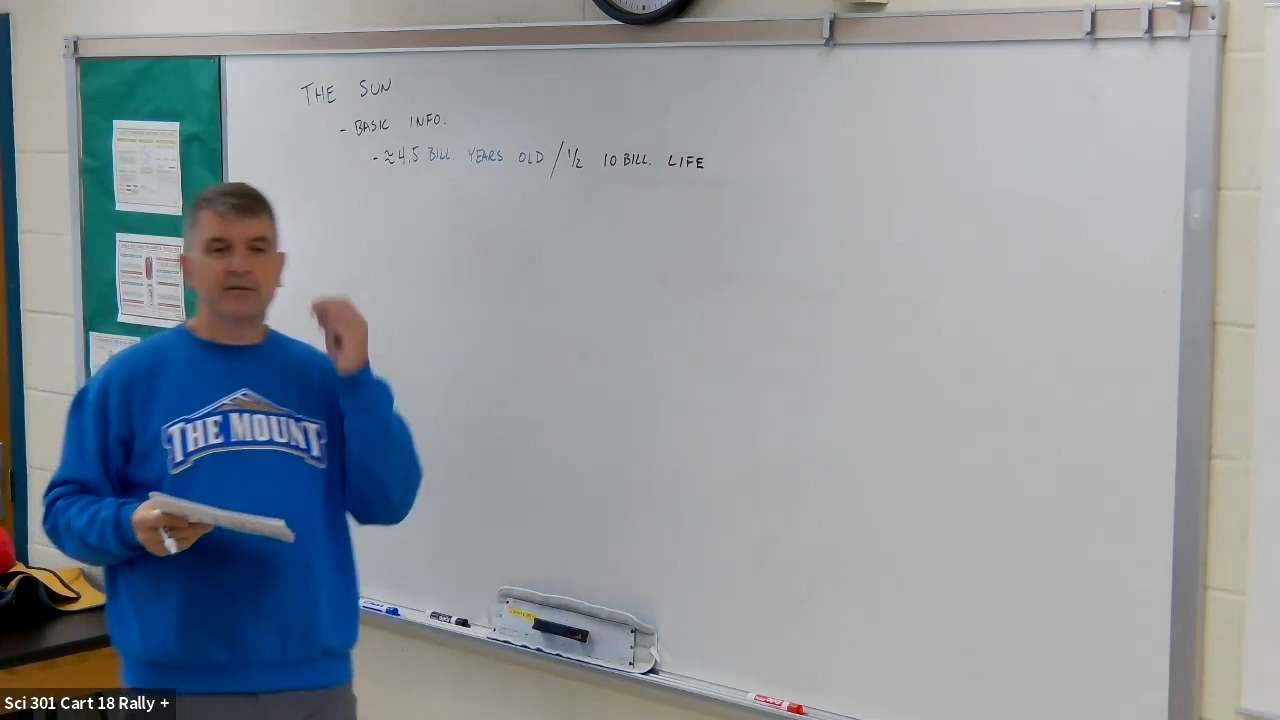 THE SUN
- BASIC INFO.
- ≈4.5 BILL YEARS OLD / 1/2 10 BILL. LIFE
THE MOUNT
Sci 301 Cart 18 Rally +